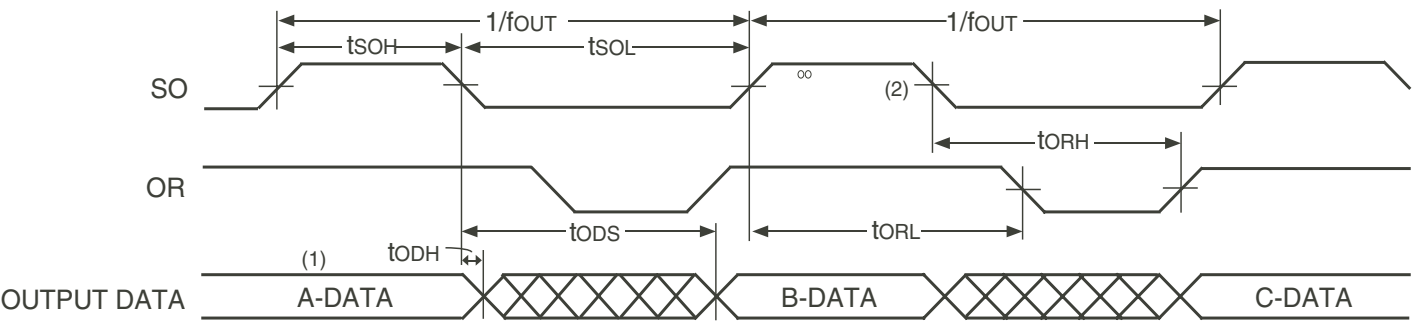 1/fOUT 1/fOUT
tSOH tSOL
SO ∞ (2)
tORH
OR
tODS tORL
tODH
(1)
OUTPUT DATA A-DATA B-DATA C-DATA